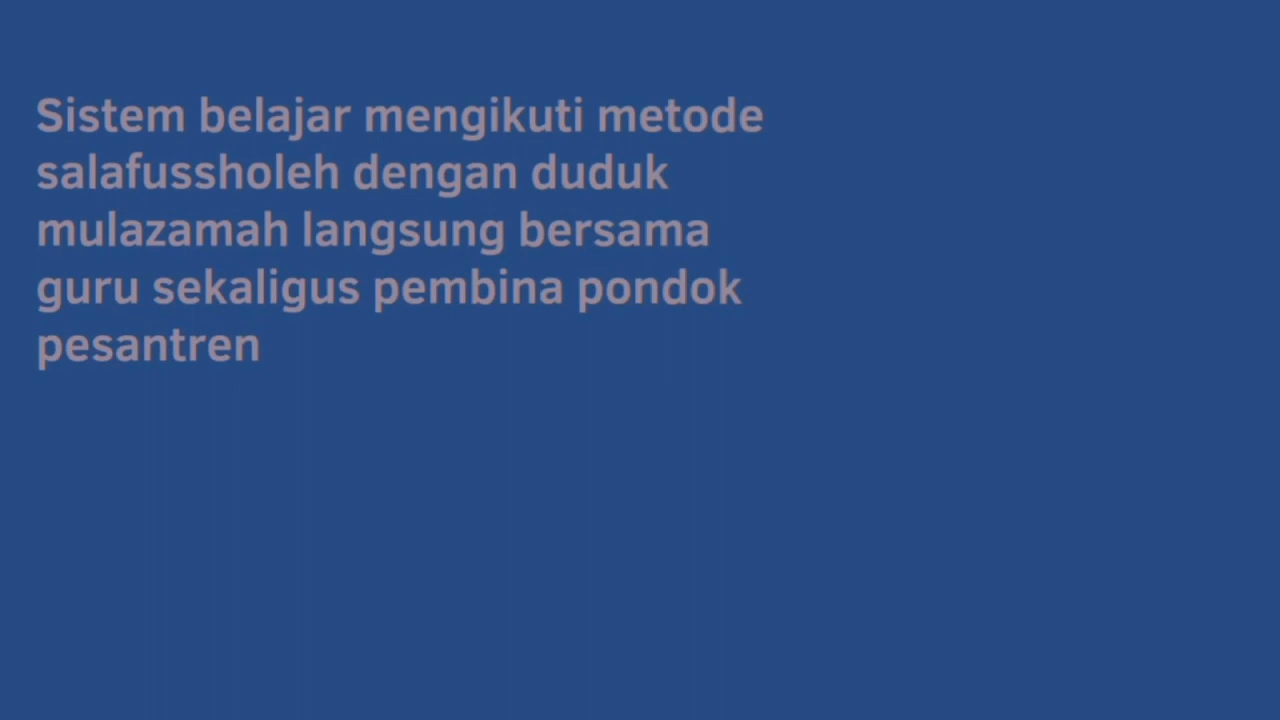 Sistem belajar mengikuti metode
salafussholeh dengan duduk
mulazamah langsung bersama
guru sekaligus pembina pondok
pesantren